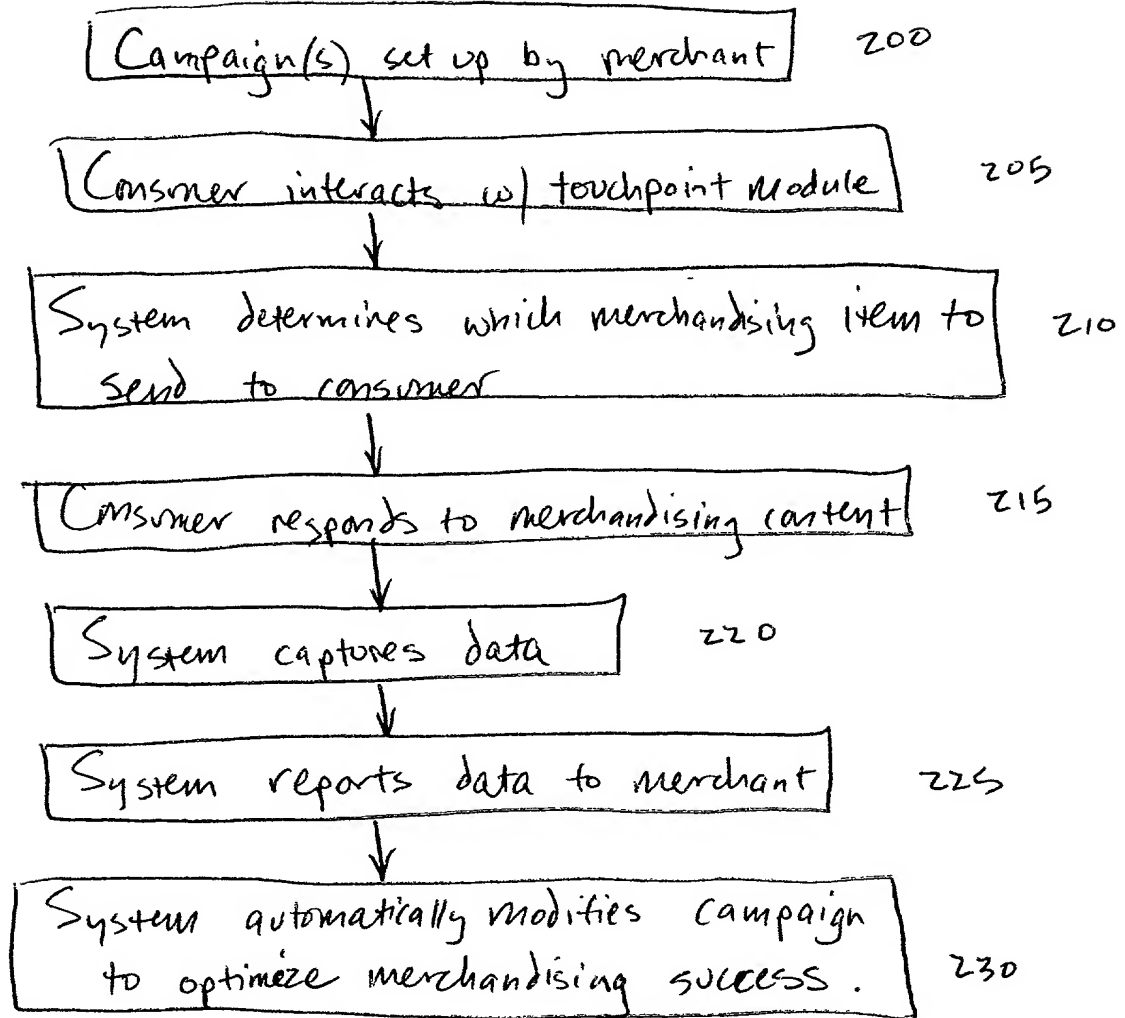 Campaign(s) set up by merchant 200
Consumer interacts w/ touchpoint module 205
System determines which merchandising item to 210
send to consumer
Consumer responds to merchandising content 215
System captures data 220
System reports data to merchant 225
System automatically modifies campaign
to optimize merchandising success. 230